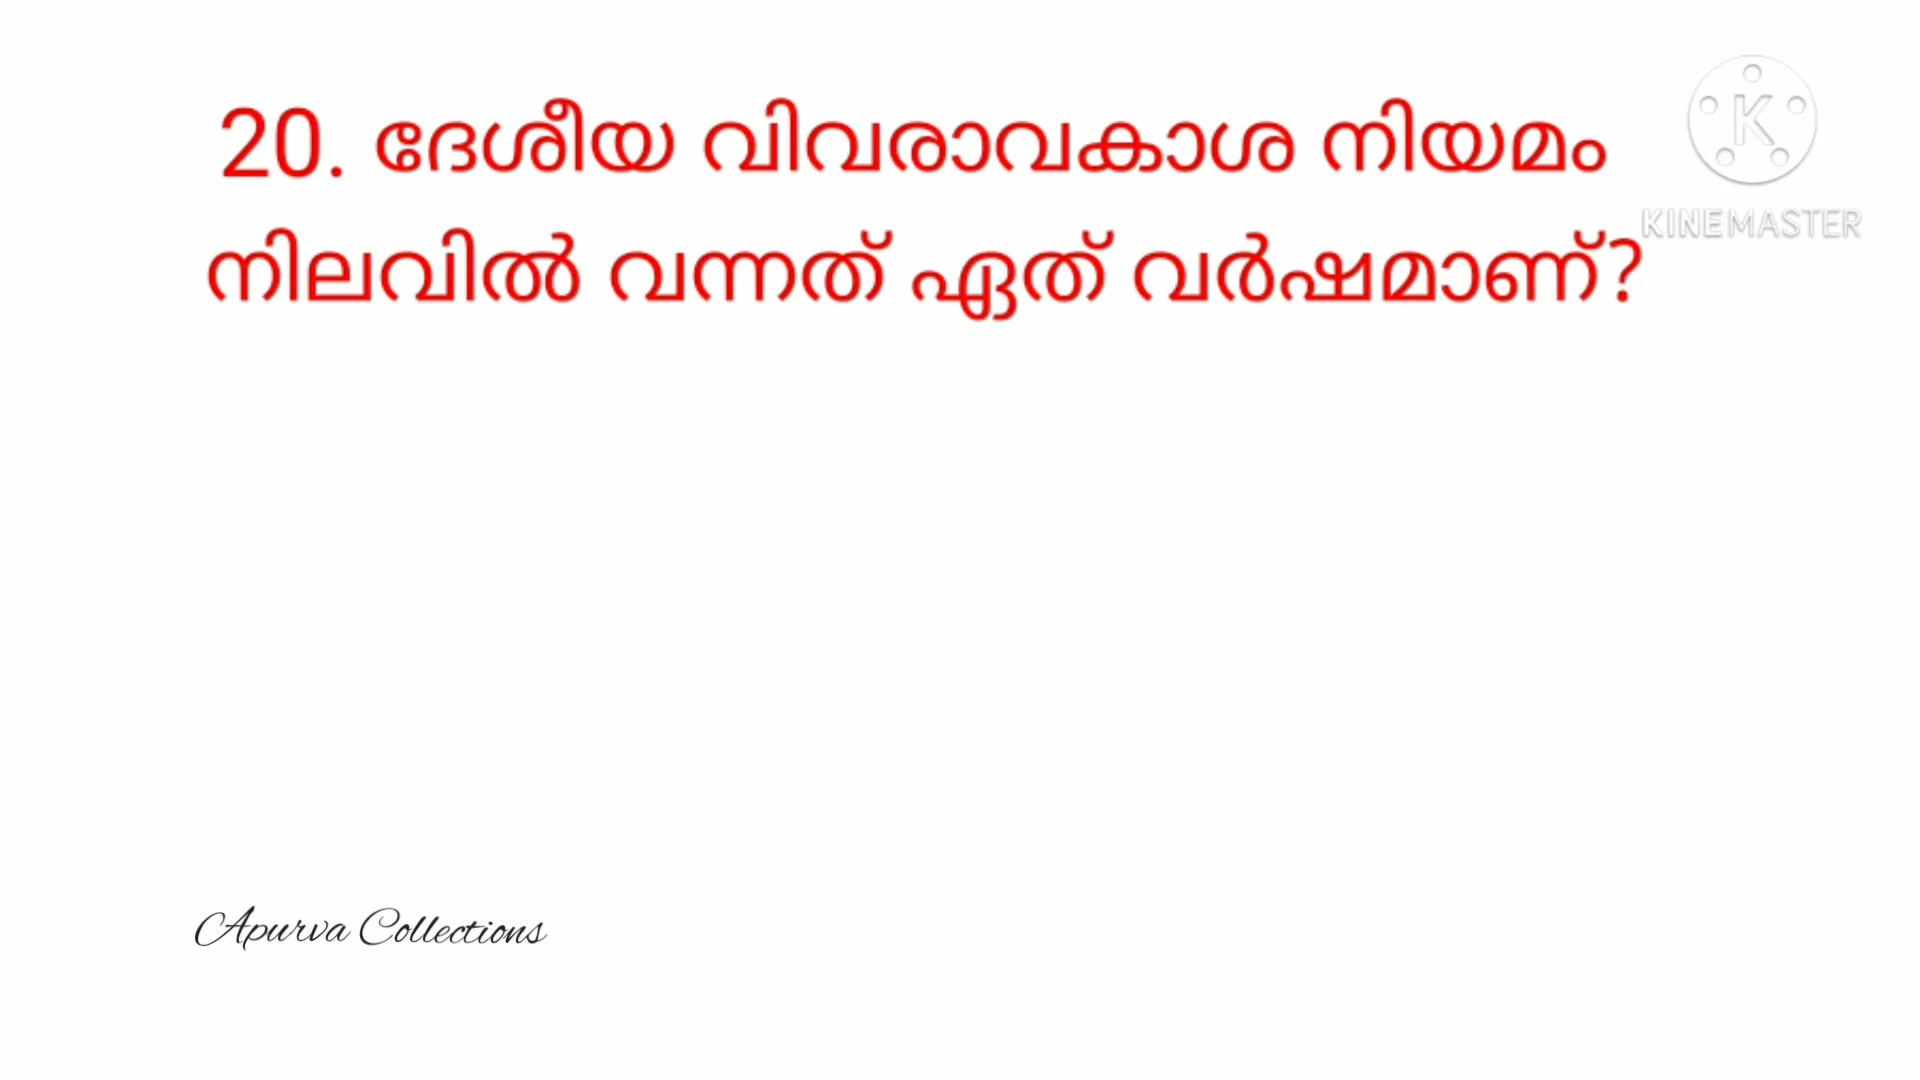 20. ദേശീയ വിവരാവകാശ നിയമം
നിലവിൽ വന്നത് ഏത് വർഷമാണ്?
K
KINEMASTER
Apurva Collections